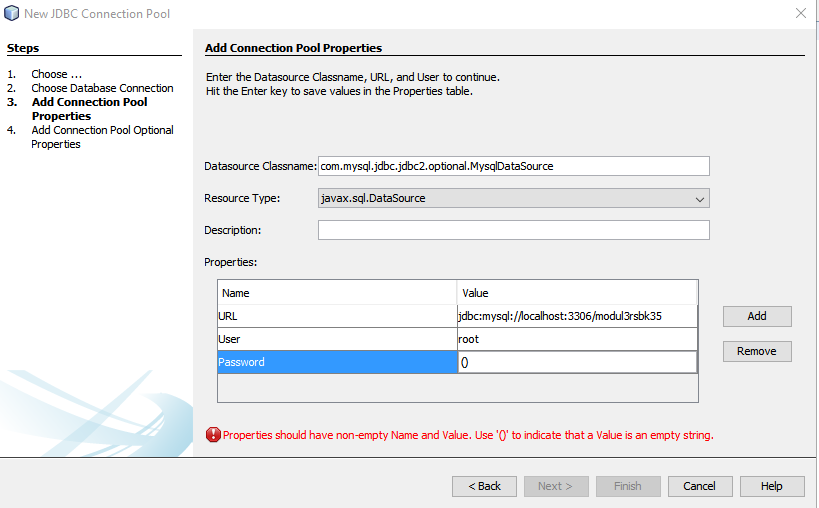 New JDBC Connection Pool
Steps
1. Choose ...
2. Choose Database Connection
3. Add Connection Pool
Properties
4. Add Connection Pool Optional
Properties
Add Connection Pool Properties
Enter the Datasource Classname, URL, and User to continue.
Hit the Enter key to save values in the Properties table.
Datasource Classname: com.mysql.jdbc.jdbc2.optional.MysqlDataSource
Resource Type: javax.sql.DataSource
Description:
Properties:
Name Value
URL jdbc:mysql://localhost:3306/modul3rsbk35
User root
Password ()
Add
Remove
Properties should have non-empty Name and Value. Use '()' to indicate that a Value is an empty string.
< Back Next > Finish Cancel Help